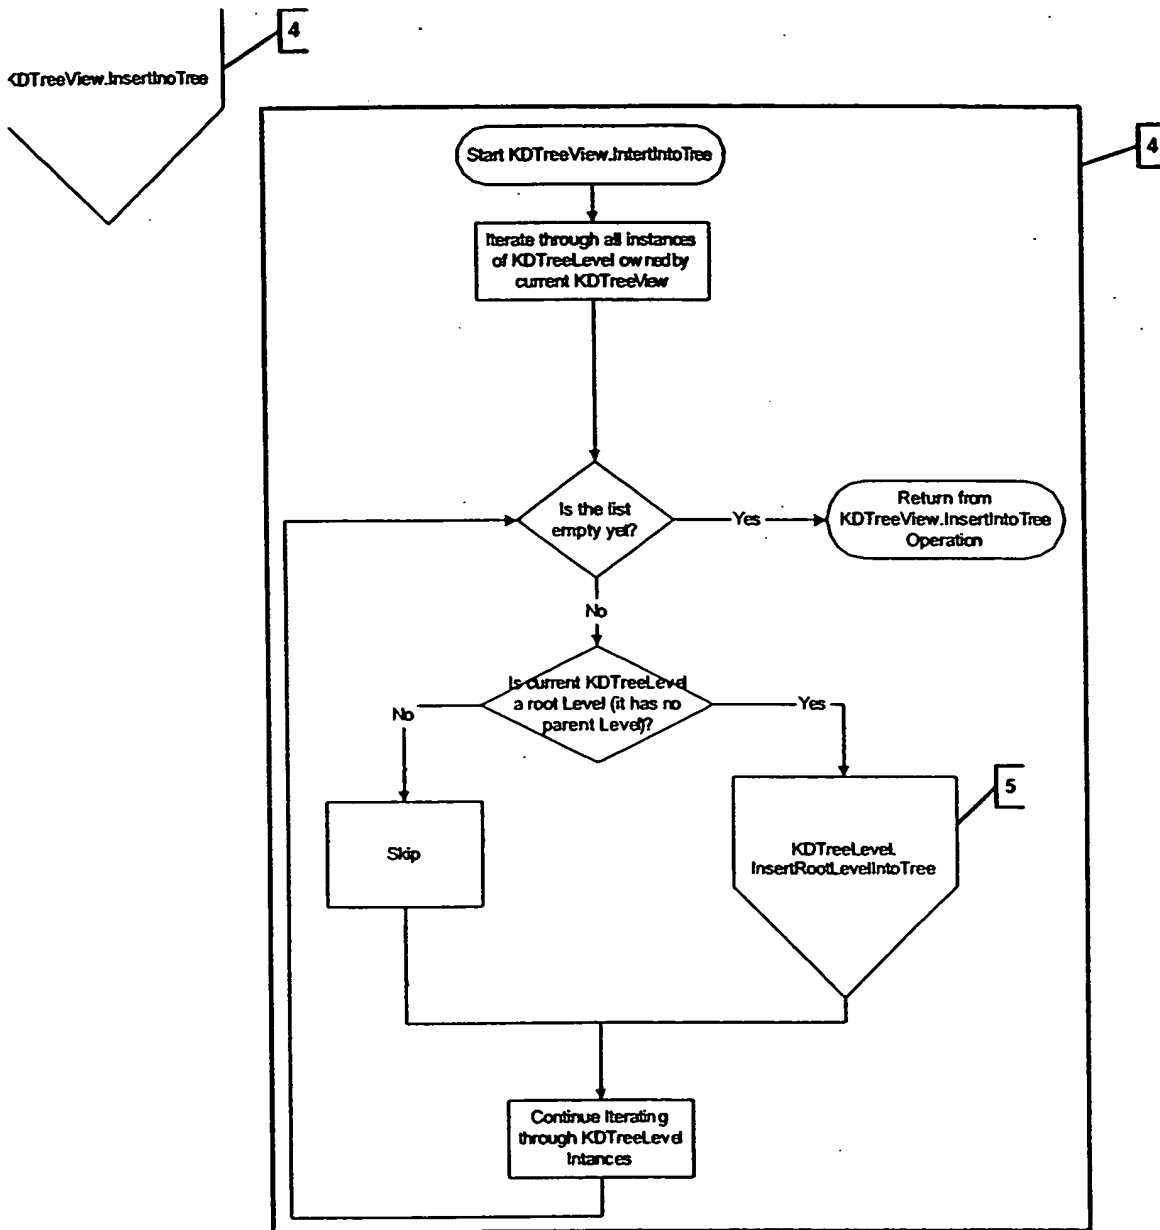 4
KDTreeView.InsertInoTree
4
Start KDTreeView.IntertIntoTree
Iterate through all instances
of KDTreeLevel owned by
current KDTreeView
Is the list
empty yet?
Yes
Return from
KDTreeView.InsertIntoTree
Operation
No
Is current KDTreeLevel
a root Level (it has no
parent Level)?
No
Yes
5
Skip
KDTreeLevel.
InsertRootLevelIntoTree
Continue Iterating
through KDTreeLevel
Intances